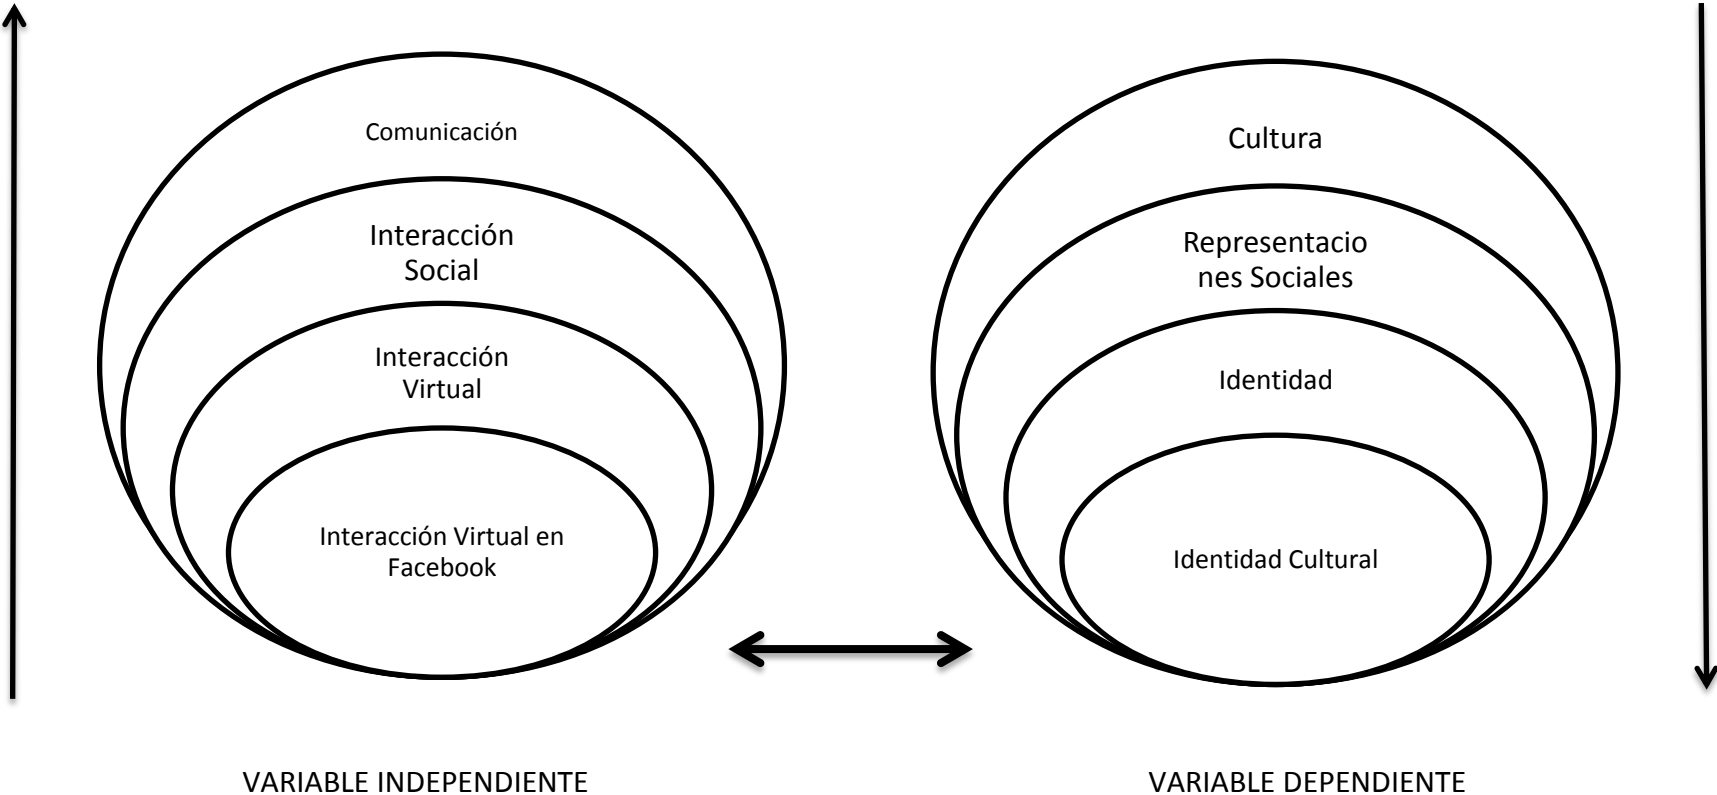 Comunicación
Interacción
Social
Interacción
Virtual
Interacción Virtual en
Facebook
Cultura
Representacio
nes Sociales
Identidad
Identidad Cultural
VARIABLE INDEPENDIENTE
VARIABLE DEPENDIENTE